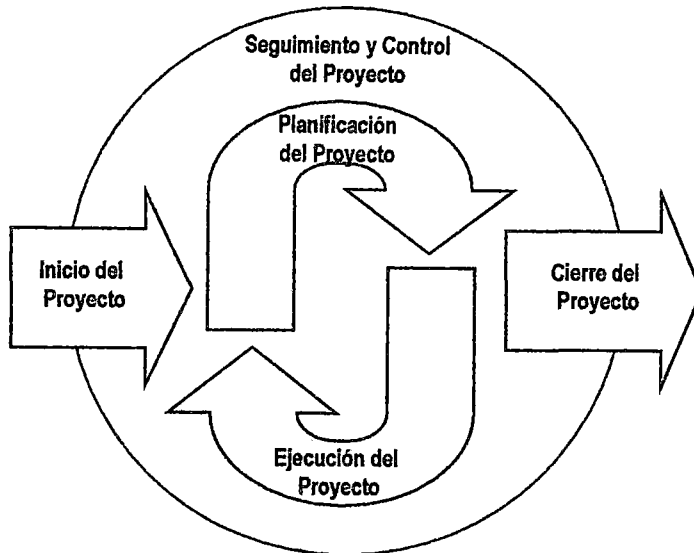 Seguimiento y Control
del Proyecto
Planificación
del Proyecto
Inicio del
Proyecto
Cierre del
Proyecto
Ejecución del
Proyecto